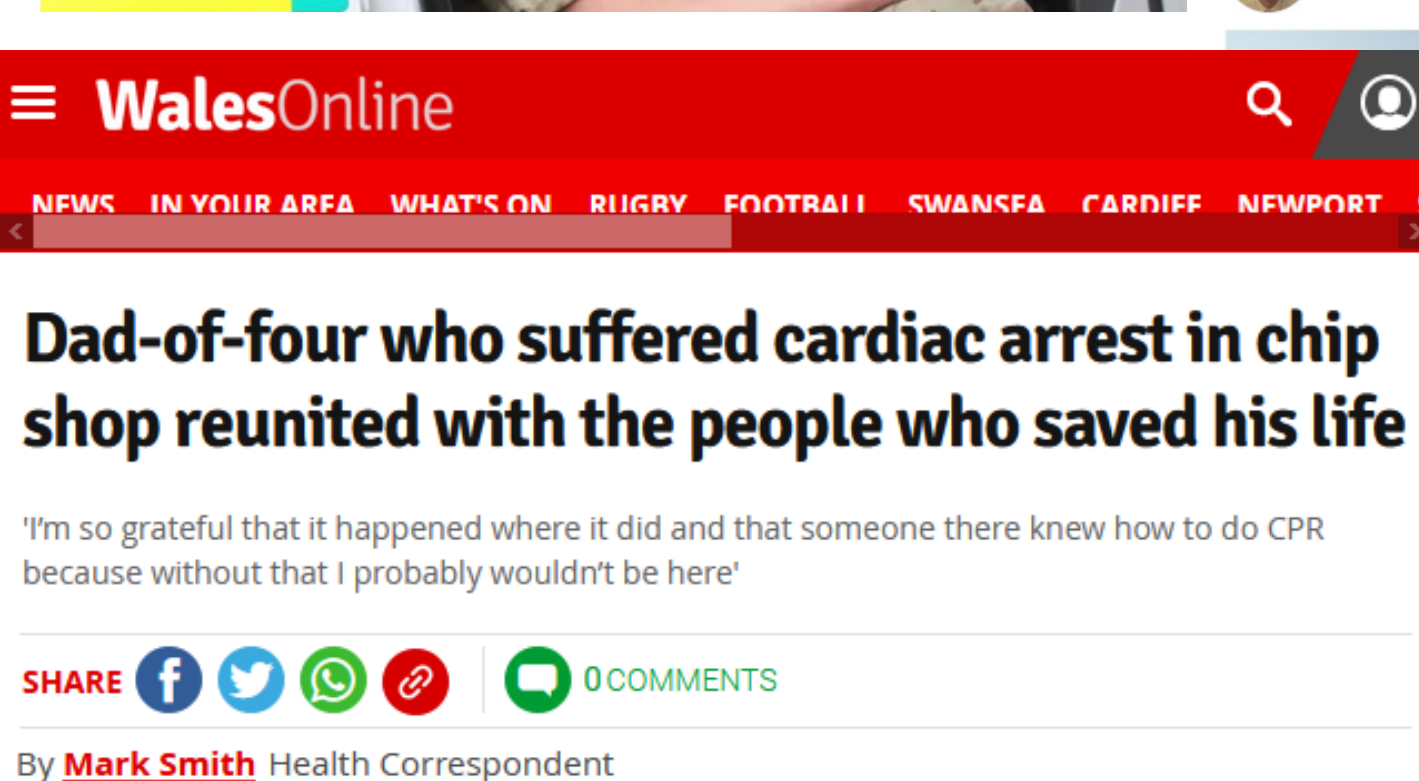 WalesOnline
NEWS IN YOUR AREA WHAT'S ON RUGBY FOOTBALL SWANSEA CARDIFF NEWPORT
Dad-of-four who suffered cardiac arrest in chip
shop reunited with the people who saved his life
'I'm so grateful that it happened where it did and that someone there knew how to do CPR
because without that I probably wouldn’t be here'
SHARE 0 COMMENTS
By Mark Smith Health Correspondent